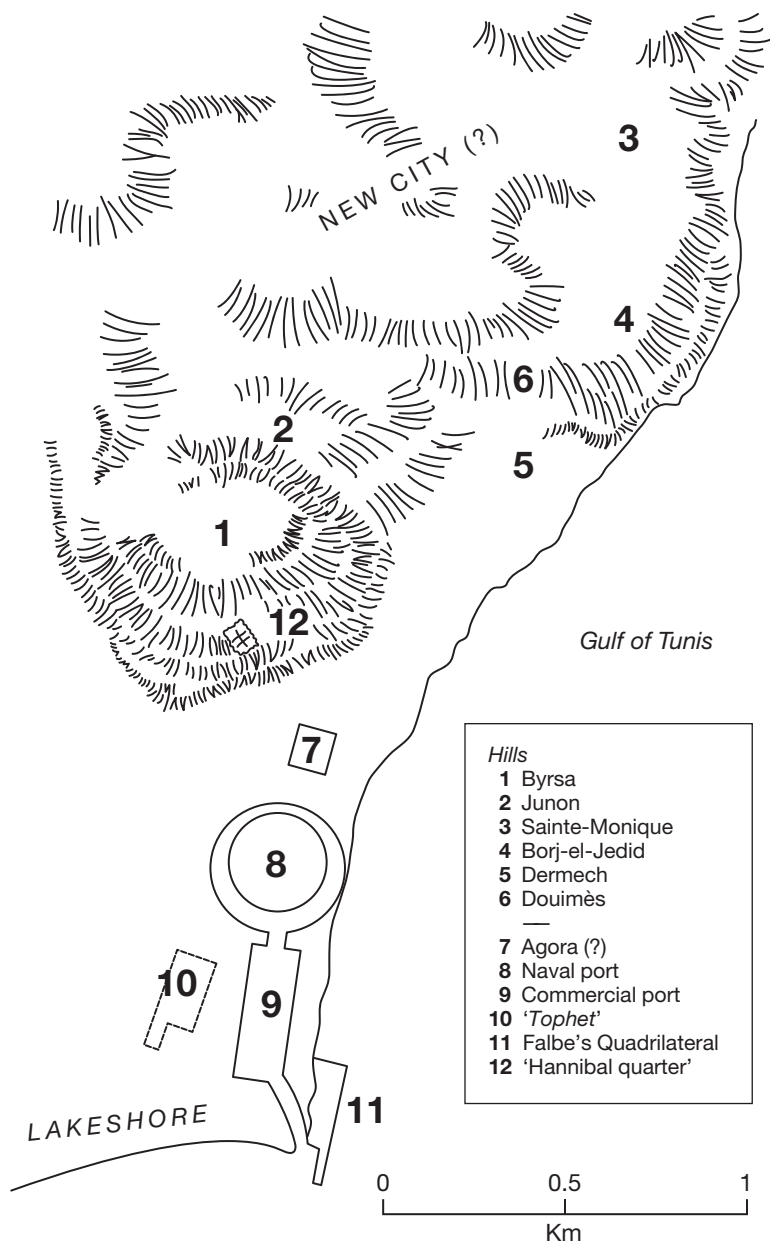 3
NEW CITY (?)
4
6
2
5
1
12
Gulf of Tunis
7
8
10
9
11
LAKESHORE
Hills
1 Byrsa
2 Junon
3 Sainte-Monique
4 Borj-el-Jedid
5 Dermech
6 Douimès
—
7 Agora (?)
8 Naval port
9 Commercial port
10 ‘Tophet’
11 Falbe’s Quadrilateral
12 ‘Hannibal quarter’
0 0.5 1
Km